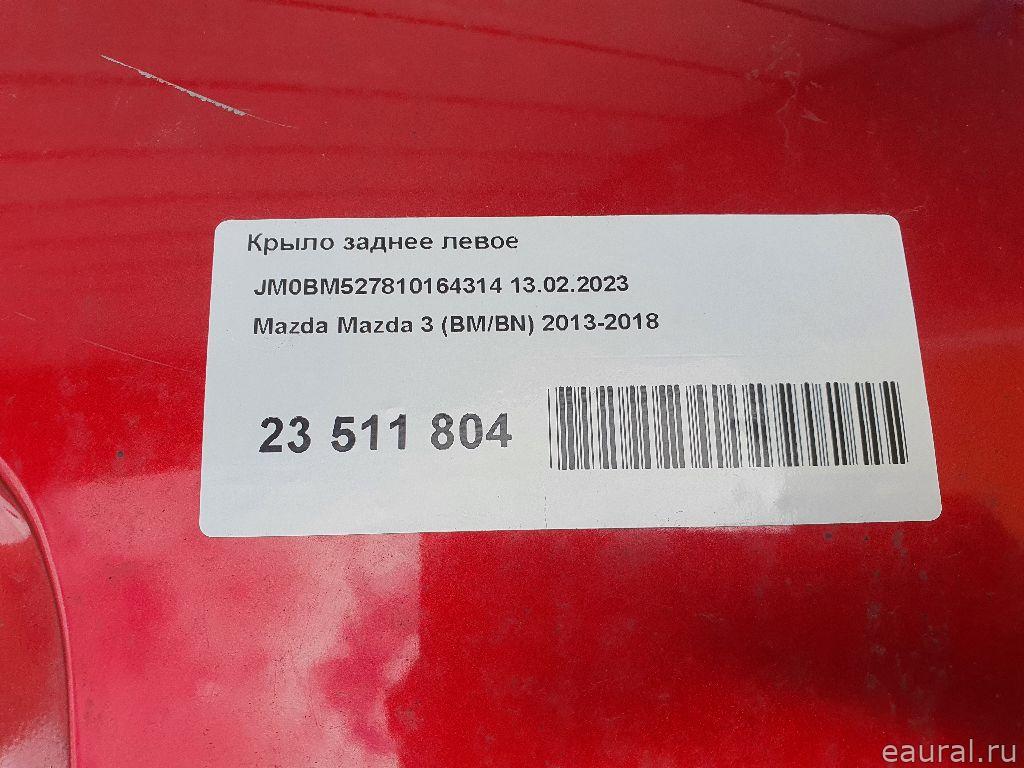 Крыло заднее левое
JM0BM527810164314 13.02.2023
Mazda Mazda 3 (BM/BN) 2013-2018
23 511 804
eaural.ru